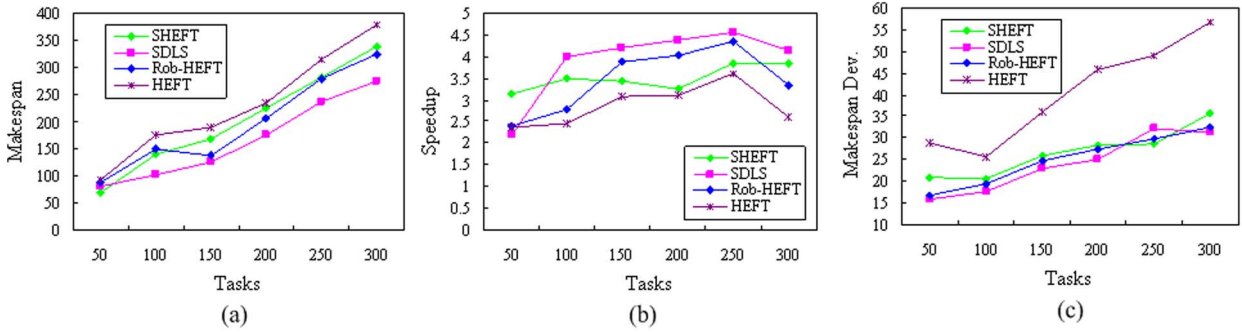 Makespan
400
350
300
250
200
150
100
50
0
SHEFT
SDLS
Rob-HEFT
HEFT
50 100 150 200 250 300
Tasks
(a)
Speedup
5
4.5
4
3.5
3
2.5
2
1.5
1
0.5
0
SHEFT
SDLS
Rob-HEFT
HEFT
50 100 150 200 250 300
Tasks
(b)
Makespan Dev.
60
55
50
45
40
35
30
25
20
15
10
SHEFT
SDLS
Rob-HEFT
HEFT
50 100 150 200 250 300
Tasks
(c)